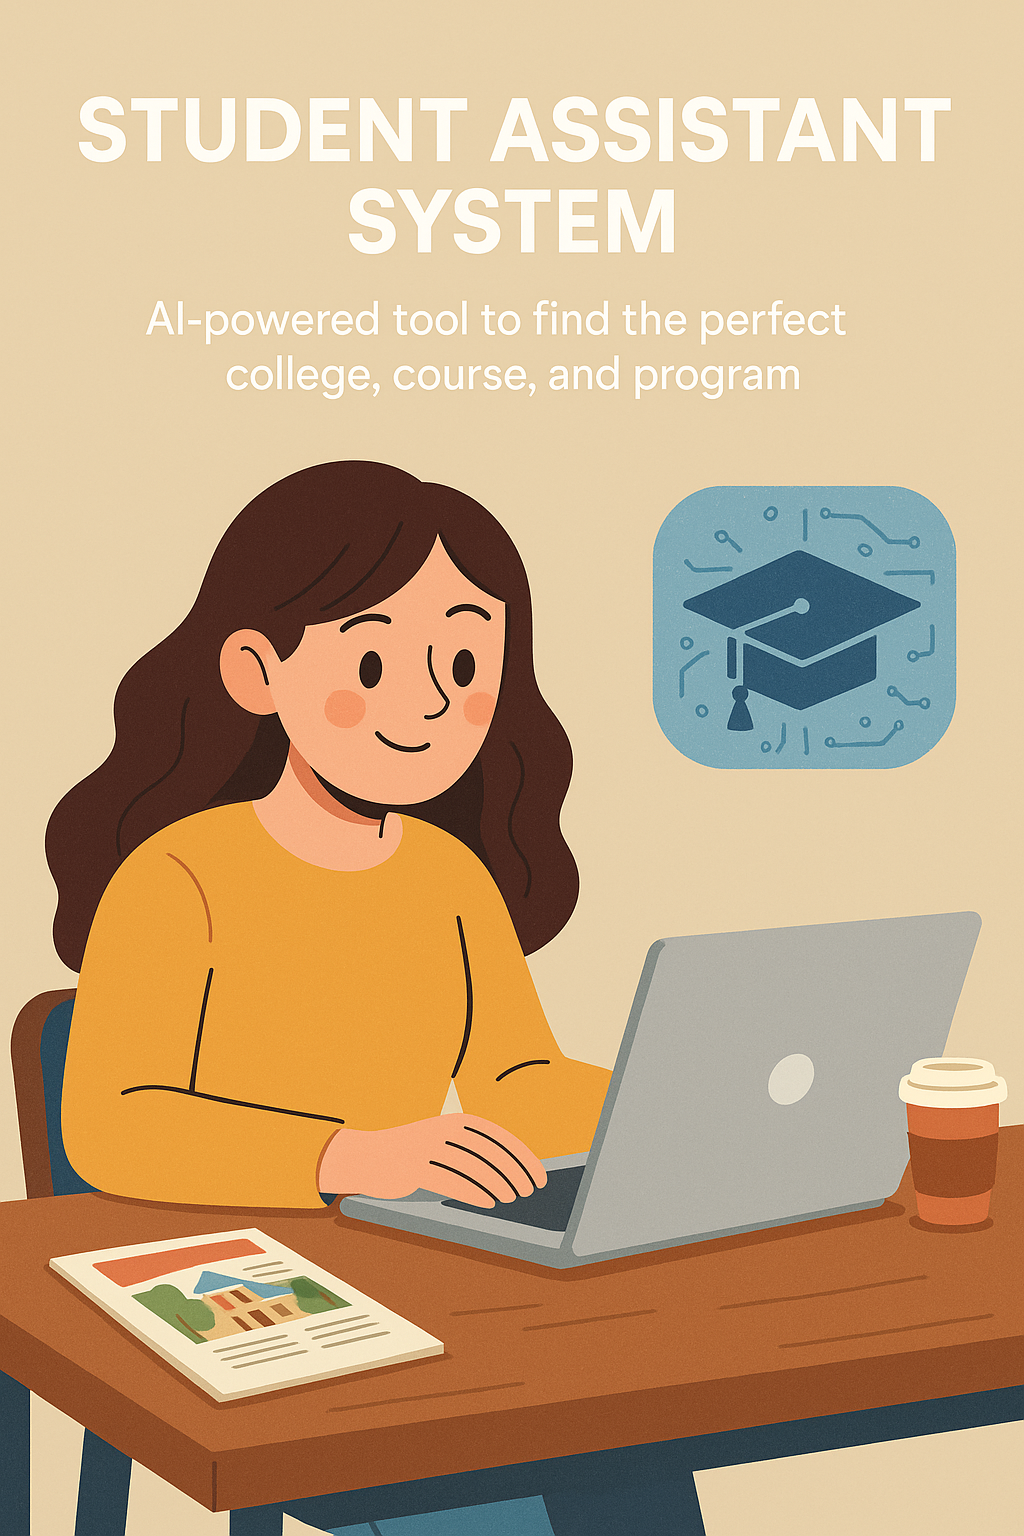 STUDENT ASSISTANT
SYSTEM
AI-powered tool to find the perfect
college, course, and program